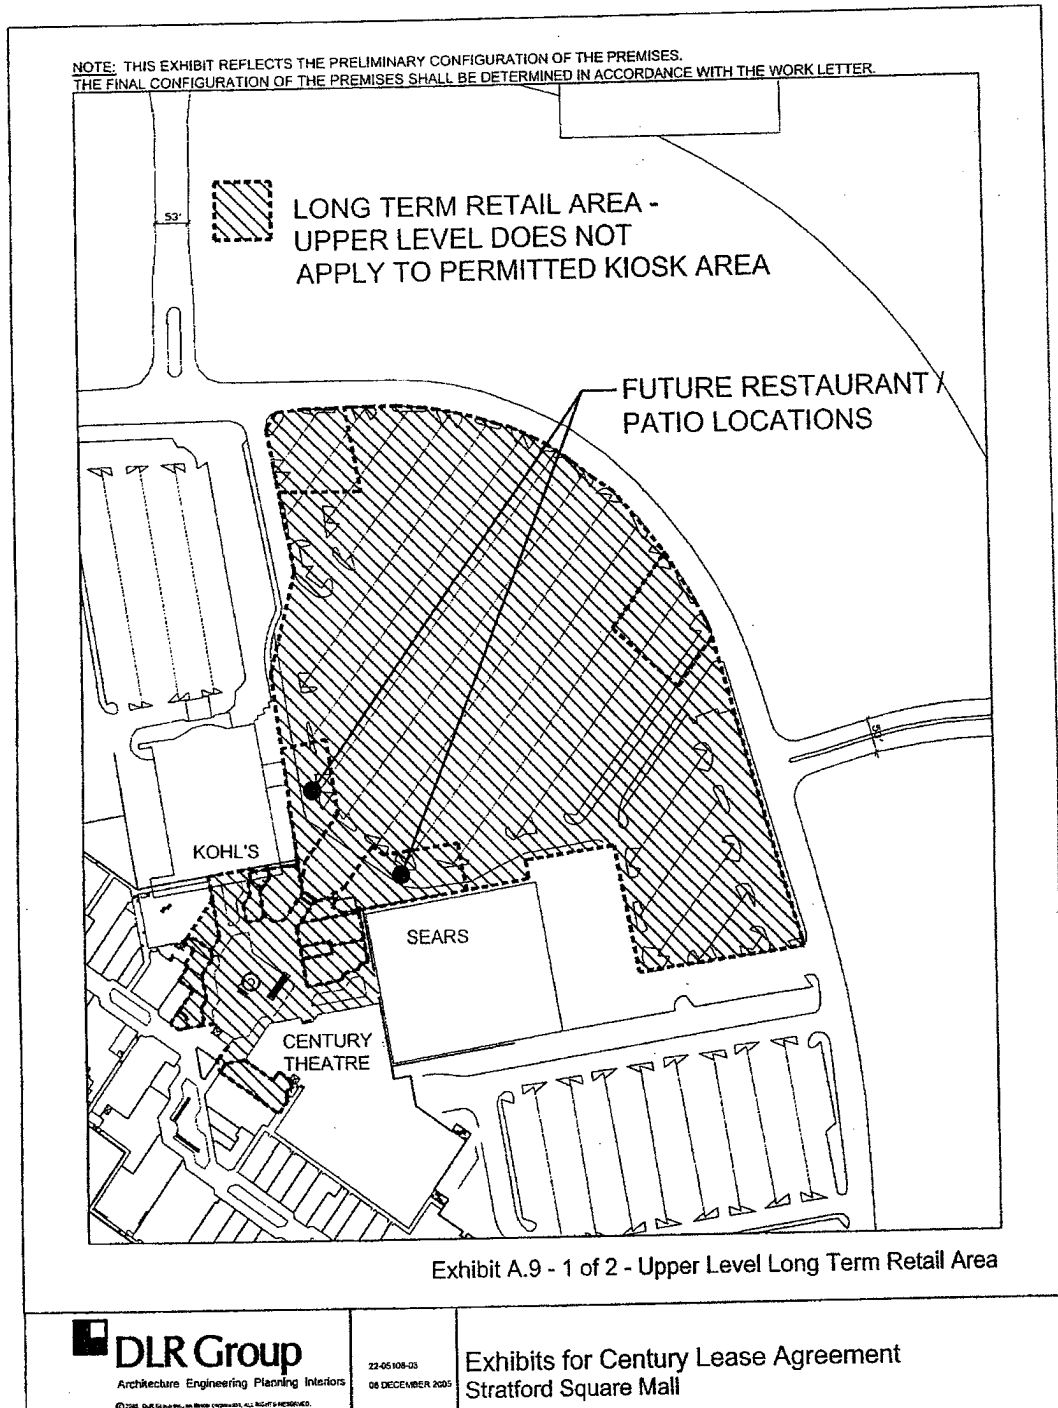 NOTE: THIS EXHIBIT REFLECTS THE PRELIMINARY CONFIGURATION OF THE PREMISES.
THE FINAL CONFIGURATION OF THE PREMISES SHALL BE DETERMINED IN ACCORDANCE WITH THE WORK LETTER.
53'
LONG TERM RETAIL AREA -
UPPER LEVEL DOES NOT
APPLY TO PERMITTED KIOSK AREA
FUTURE RESTAURANT /
PATIO LOCATIONS
KOHL'S
SEARS
CENTURY
THEATRE
Exhibit A.9 - 1 of 2 - Upper Level Long Term Retail Area
DLR Group
Architecture Engineering Planning Interiors
ALL RIGHTS RESERVED.
22-05108-03
08 DECEMBER 2005
Exhibits for Century Lease Agreement
Stratford Square Mall